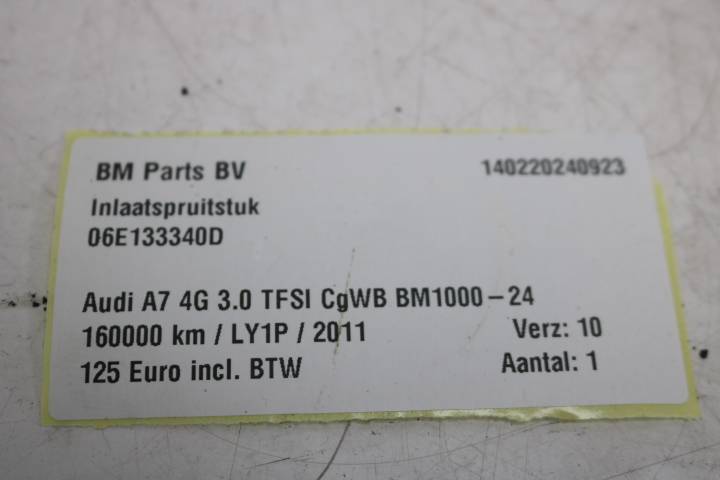 BM Parts BV 140220240923
Inlaatspruitstuk
06E133340D
Audi A7 4G 3.0 TFSI CgWB BM1000-24
160000 km / LY1P / 2011 Verz: 10
125 Euro incl. BTW Aantal: 1